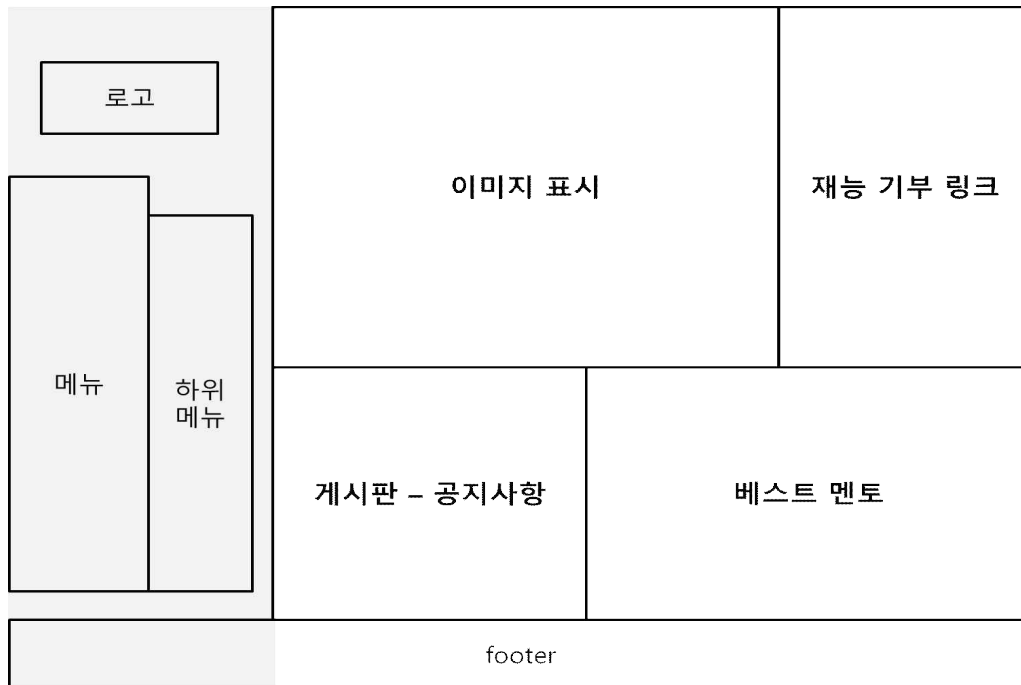 로고
이미지 표시
재능 기부 링크
메뉴
하위
메뉴
게시판 – 공지사항
베스트 멘토
footer